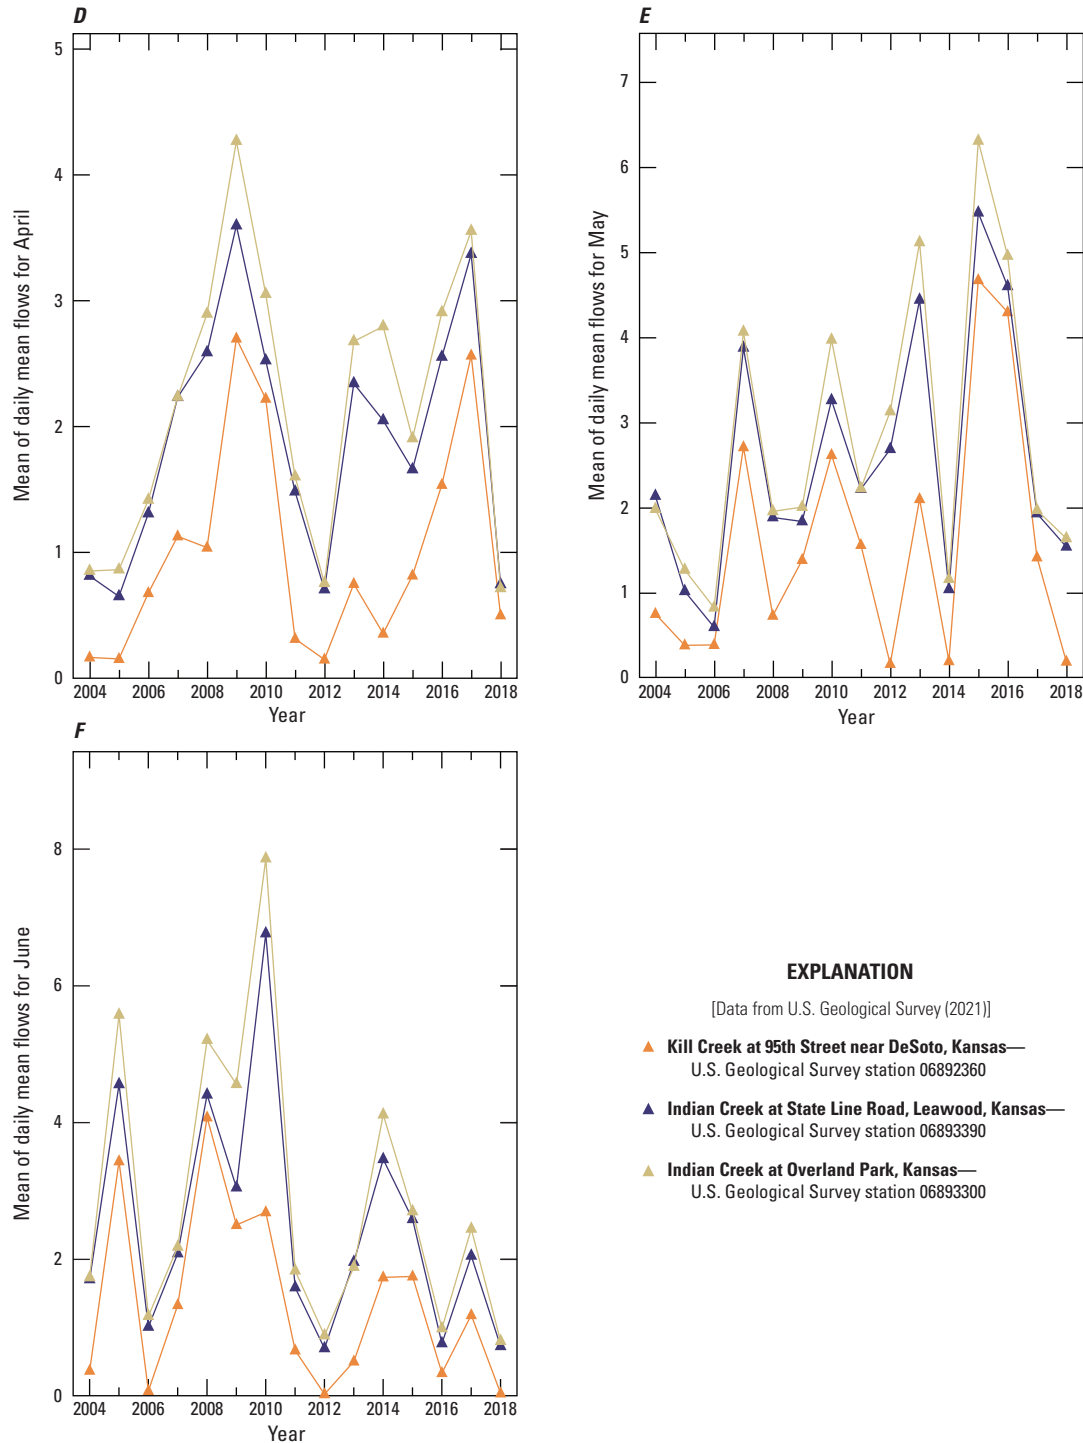 D
5
4
3
2
1
0
Mean of daily mean flows for April
2004 2006 2008 2010 2012 2014 2016 2018
Year
E
7
6
5
4
3
2
1
0
Mean of daily mean flows for May
2004 2006 2008 2010 2012 2014 2016 2018
Year
F
8
6
4
2
0
Mean of daily mean flows for June
2004 2006 2008 2010 2012 2014 2016 2018
Year
EXPLANATION
[Data from U.S. Geological Survey (2021)]
Kill Creek at 95th Street near DeSoto, Kansas—
U.S. Geological Survey station 06892360
Indian Creek at State Line Road, Leawood, Kansas—
U.S. Geological Survey station 06893390
Indian Creek at Overland Park, Kansas—
U.S. Geological Survey station 06893300